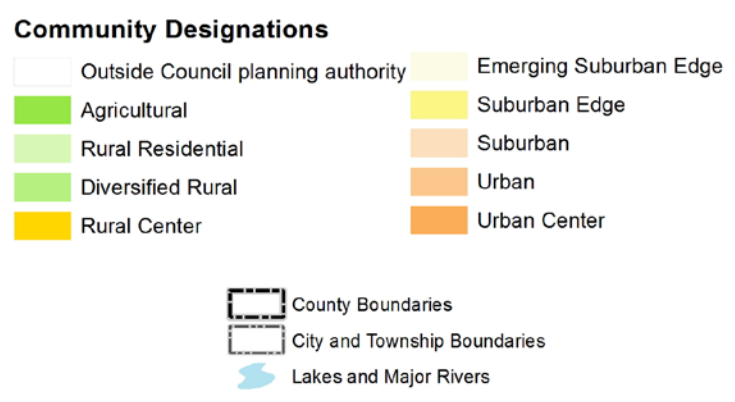 Community Designations
Outside Council planning authority
Agricultural
Rural Residential
Diversified Rural
Rural Center
Emerging Suburban Edge
Suburban Edge
Suburban
Urban
Urban Center
County Boundaries
City and Township Boundaries
Lakes and Major Rivers